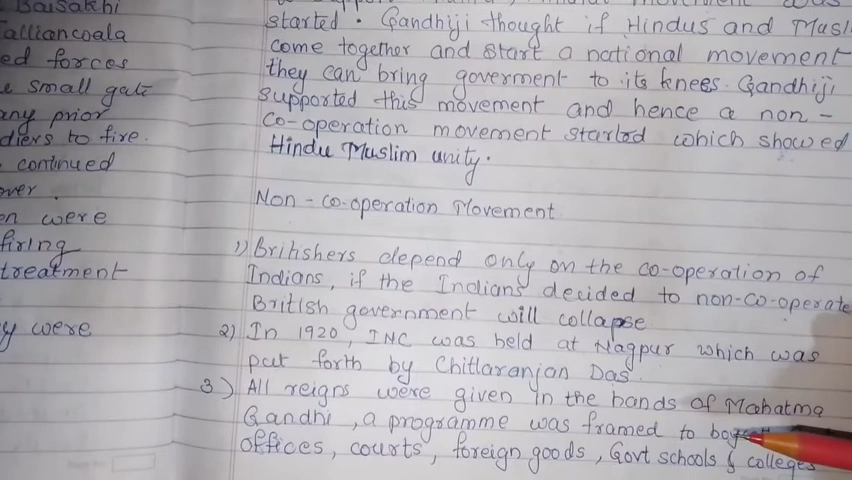 Baisakhi
alliancoala
ed forces
e small gate
any prior
diers to fire.
continued
over.
en were
firing
treatment
y were
started. Gandhiji thought if Hindus and Musl
come together and start a national movement
they can bring goverment to its knees. Gandhiji
supported this movement and hence a non-
co-operation movement started which showed
Hindu Muslim unity.
Non-co-operation Movement
1) Britishers depend only on the co-operation of
Indians, if the Indians decided to non-co-operate
British government will collapse
2) In 1920, INC was held at Nagpur which was
put forth by Chittaranjan Das.
3) All reigns were given in the hands of Mahatma
Gandhi, a programme was framed to
offices, courts, foreign goods, Govt schools & colleges